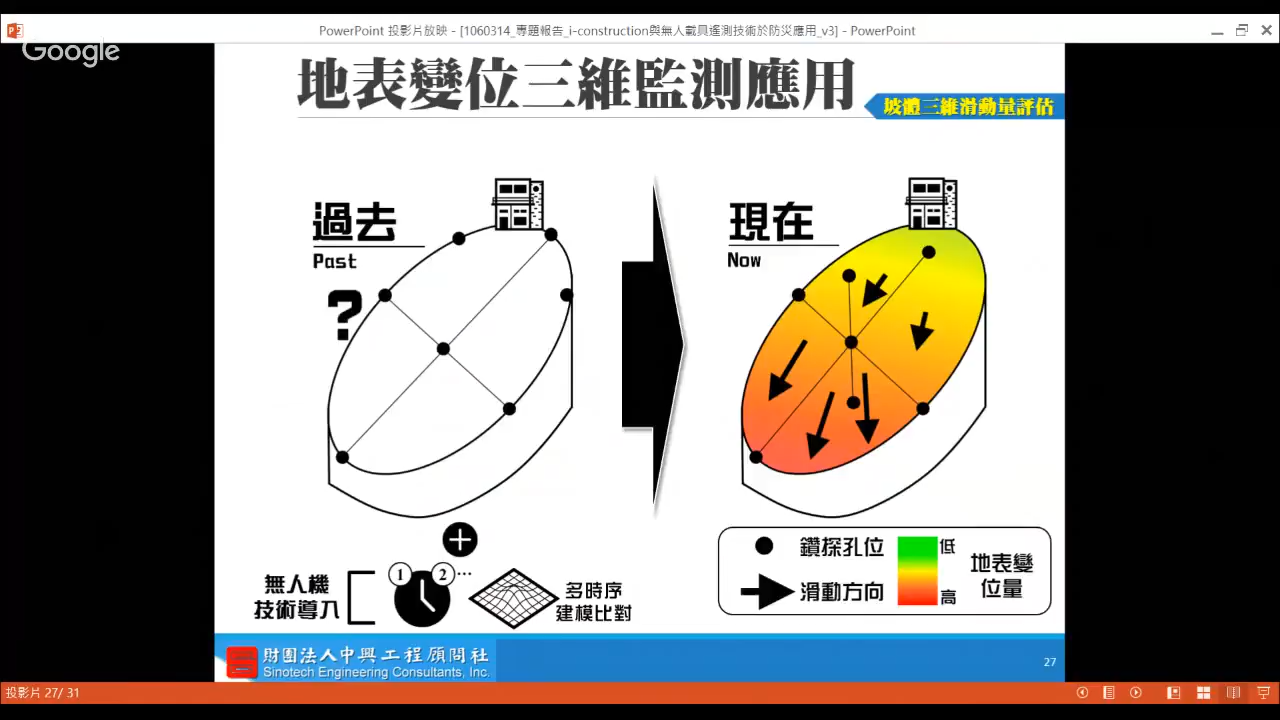 PowerPoint 投影片放映 - [1060314_專題報告_i-construction與無人載具遙測技術於防災應用_v3] - PowerPoint
Google
地表變位三維監測應用
坡體三維滑動量評估
過去
Past
?
現在
Now
無人機
技術導入
1 2 ...
多時序
建模比對
鑽探孔位
滑動方向
低
高
地表變
位量
財團法人中興工程顧問社
Sinotech Engineering Consultants, Inc.
27
投影片 27/ 31